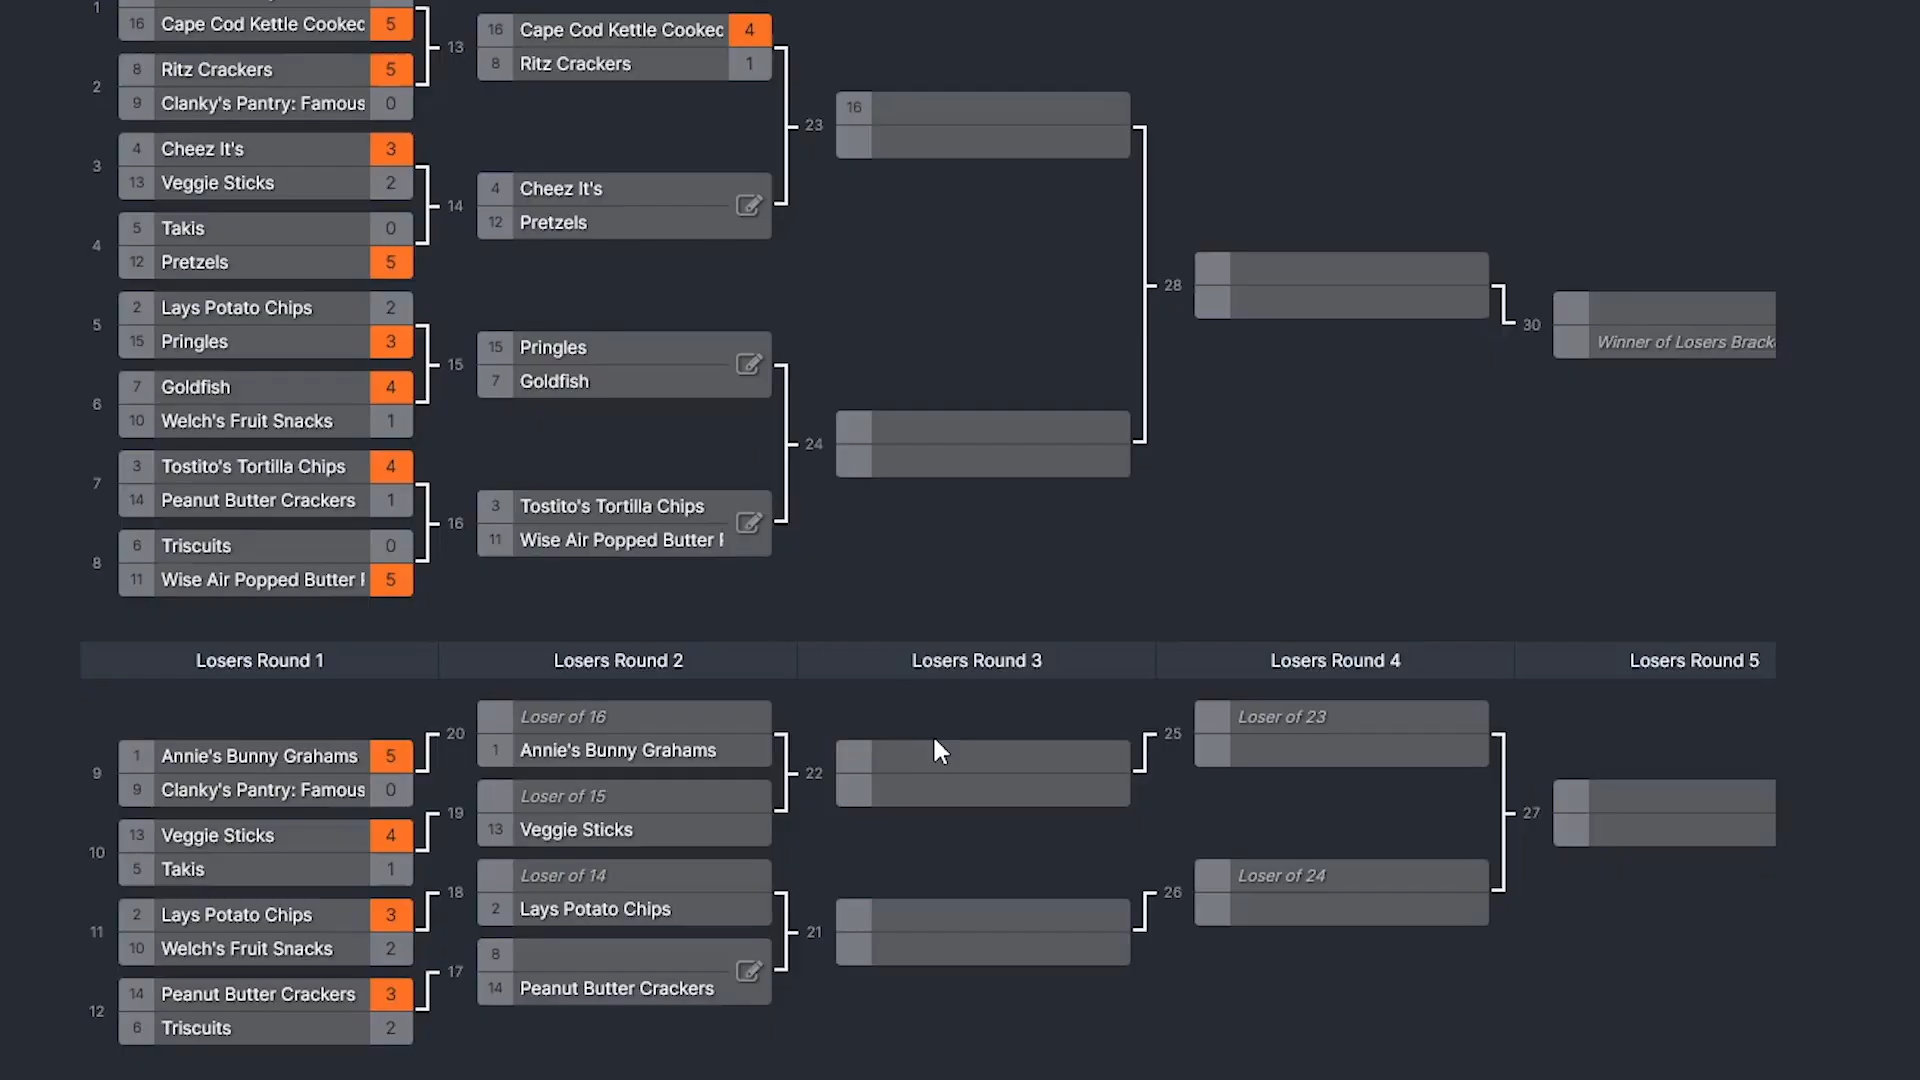 1
16 Cape Cod Kettle Cooked 5
2
8 Ritz Crackers 5
9 Clanky's Pantry: Famous 0
3
4 Cheez It's 3
13 Veggie Sticks 2
4
5 Takis 0
12 Pretzels 5
5
2 Lays Potato Chips 2
15 Pringles 3
6
7 Goldfish 4
10 Welch's Fruit Snacks 1
7
3 Tostito's Tortilla Chips 4
14 Peanut Butter Crackers 1
8
6 Triscuits 0
11 Wise Air Popped Butter 5
13
16 Cape Cod Kettle Cooked 4
8 Ritz Crackers 1
14
4 Cheez It's
12 Pretzels
15
15 Pringles
7 Goldfish
16
3 Tostito's Tortilla Chips
11 Wise Air Popped Butter
23
16
24
28
30
Winner of Losers Brack
Losers Round 1
Losers Round 2
Losers Round 3
Losers Round 4
Losers Round 5
9
1 Annie's Bunny Grahams 5
9 Clanky's Pantry: Famous 0
10
13 Veggie Sticks 4
5 Takis 1
11
2 Lays Potato Chips 3
10 Welch's Fruit Snacks 2
12
14 Peanut Butter Crackers 3
6 Triscuits 2
20
Loser of 16
1 Annie's Bunny Grahams
19
Loser of 15
13 Veggie Sticks
18
Loser of 14
2 Lays Potato Chips
17
8
14 Peanut Butter Crackers
22
21
25
Loser of 23
26
Loser of 24
27